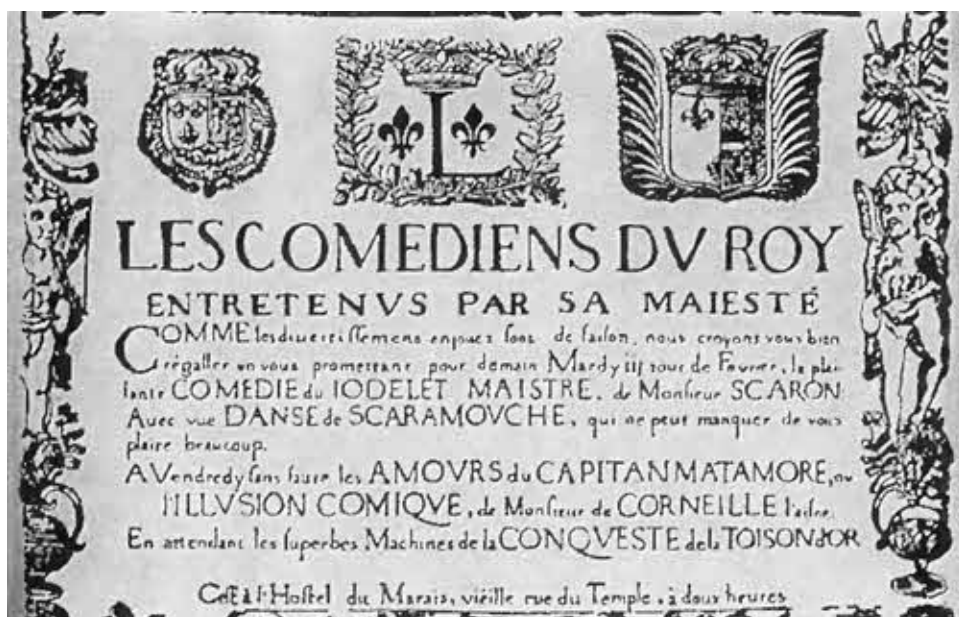 L
LES COMEDIENS DV ROY
ENTRETENVS PAR SA MAIESTÉ
COMME les diuertissemens enjouez sont de saison, nous croyons vous bien
régaller en vous promettant pour demain Mardy iij jour de Feurier, la plai-
sante COMEDIE du IODELET MAISTRE, de Monsieur SCARON
Auec vne DANSE de SCARAMOVCHE, qui ne peut manquer de vous
plaire beaucoup.
A Vendredy sans faute les AMOVRS du CAPITAN MATAMORE, ou
l'ILLVSION COMIQVE, de Monsieur de CORNEILLE l'aisné.
En attendant les superbes Machines de la CONQVESTE de la TOISON d'OR
C'est à l'Hostel du Marais, vieille rue du Temple, à deux heures